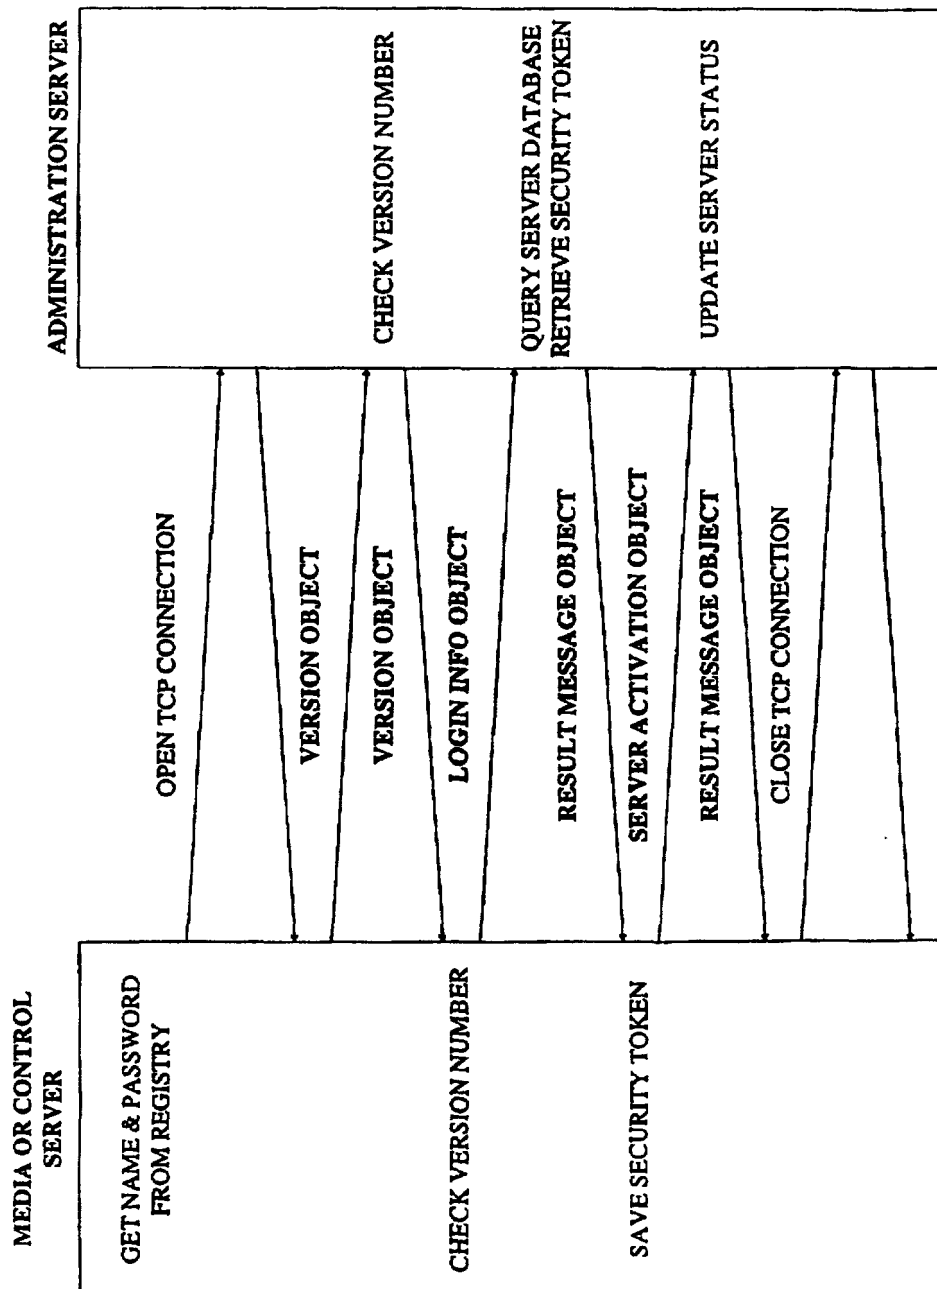 MEDIA OR CONTROL
SERVER
ADMINISTRATION SERVER
GET NAME & PASSWORD
FROM REGISTRY
OPEN TCP CONNECTION
VERSION OBJECT
VERSION OBJECT
CHECK VERSION NUMBER
CHECK VERSION NUMBER
LOGIN INFO OBJECT
QUERY SERVER DATABASE
RETRIEVE SECURITY TOKEN
RESULT MESSAGE OBJECT
SAVE SECURITY TOKEN
SERVER ACTIVATION OBJECT
UPDATE SERVER STATUS
RESULT MESSAGE OBJECT
CLOSE TCP CONNECTION